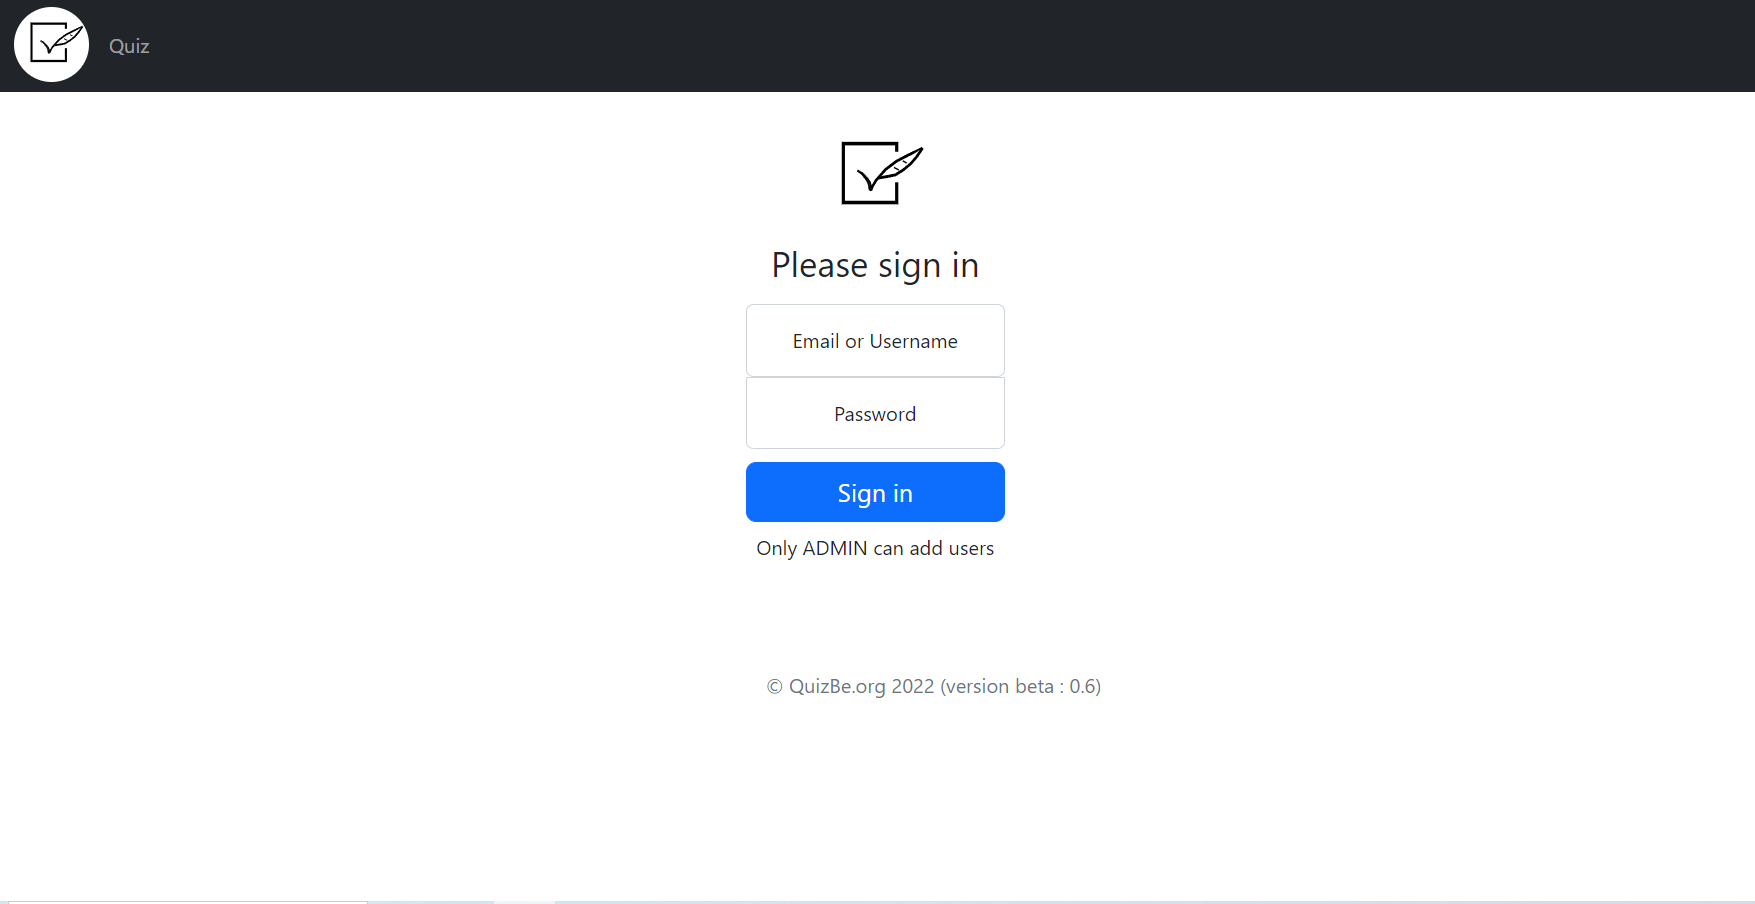 Quiz
Please sign in
Email or Username
Password
Sign in
Only ADMIN can add users
© QuizBe.org 2022 (version beta : 0.6)